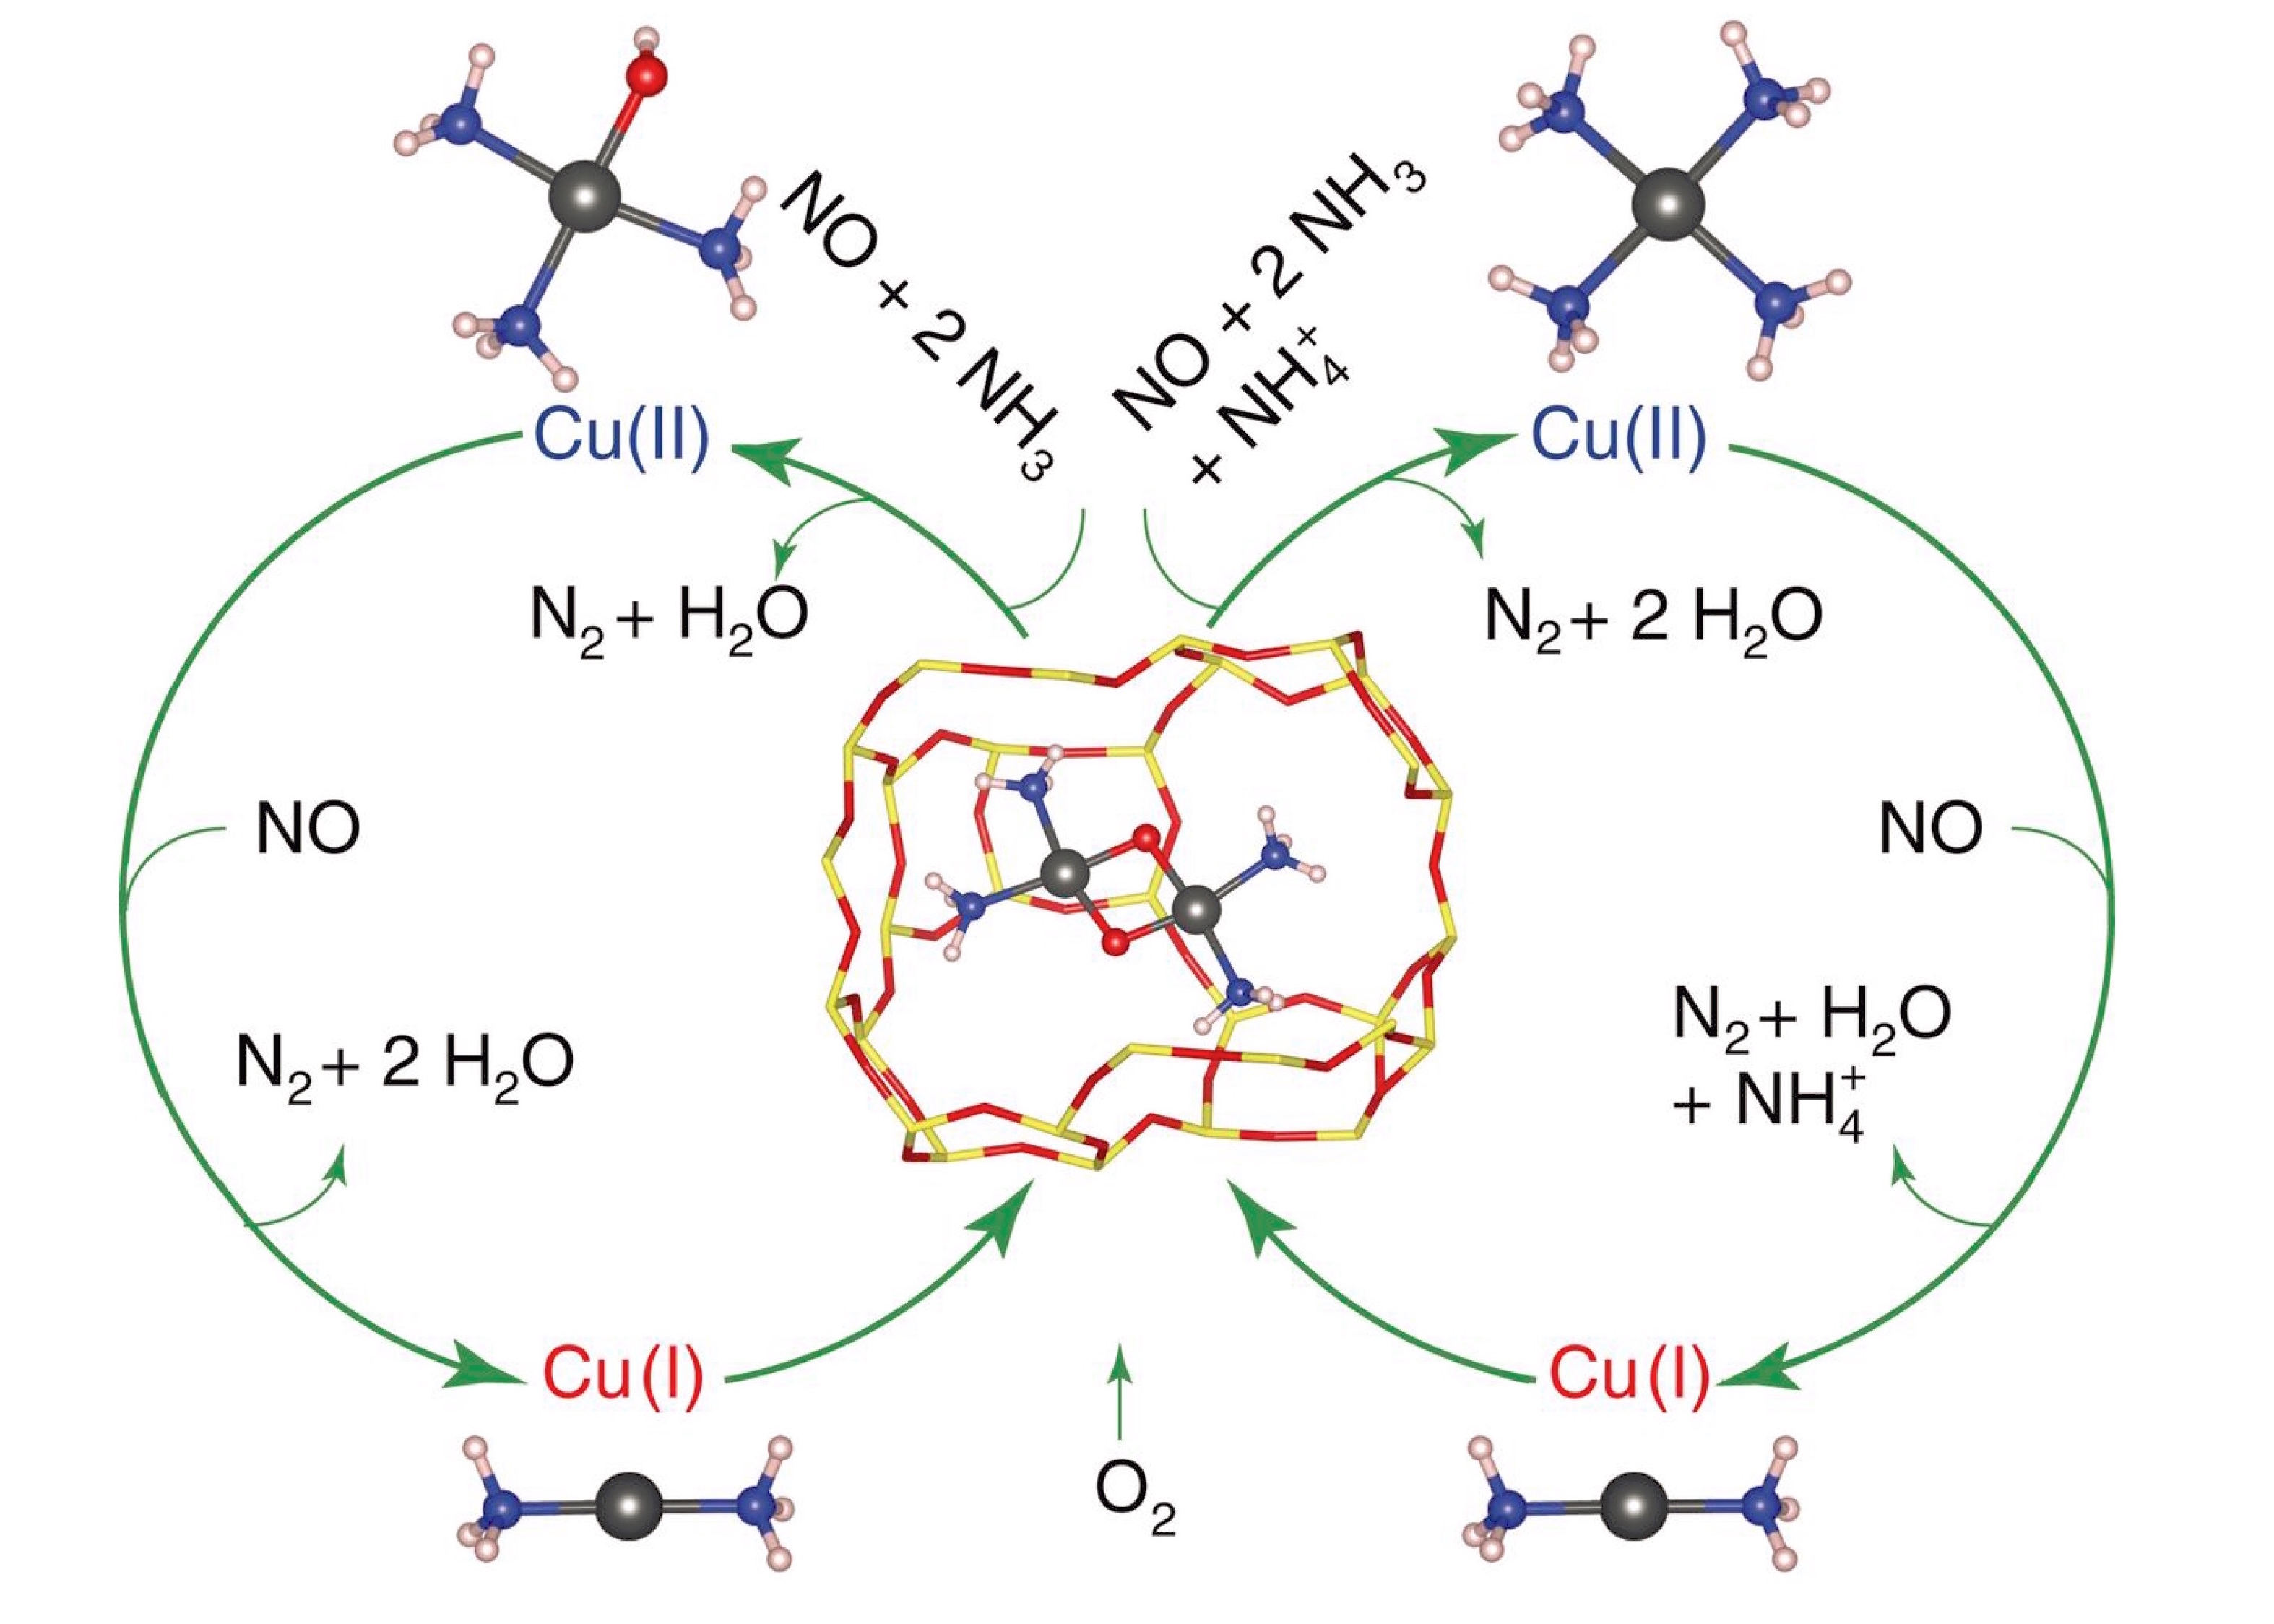 NO + 2 NH₃
NO + 2 NH₃
+ NH₄⁺
Cu(II)
Cu(II)
N₂ + H₂O
N₂ + 2 H₂O
NO
NO
N₂ + 2 H₂O
N₂ + H₂O
+ NH₄⁺
Cu(I)
Cu(I)
O₂